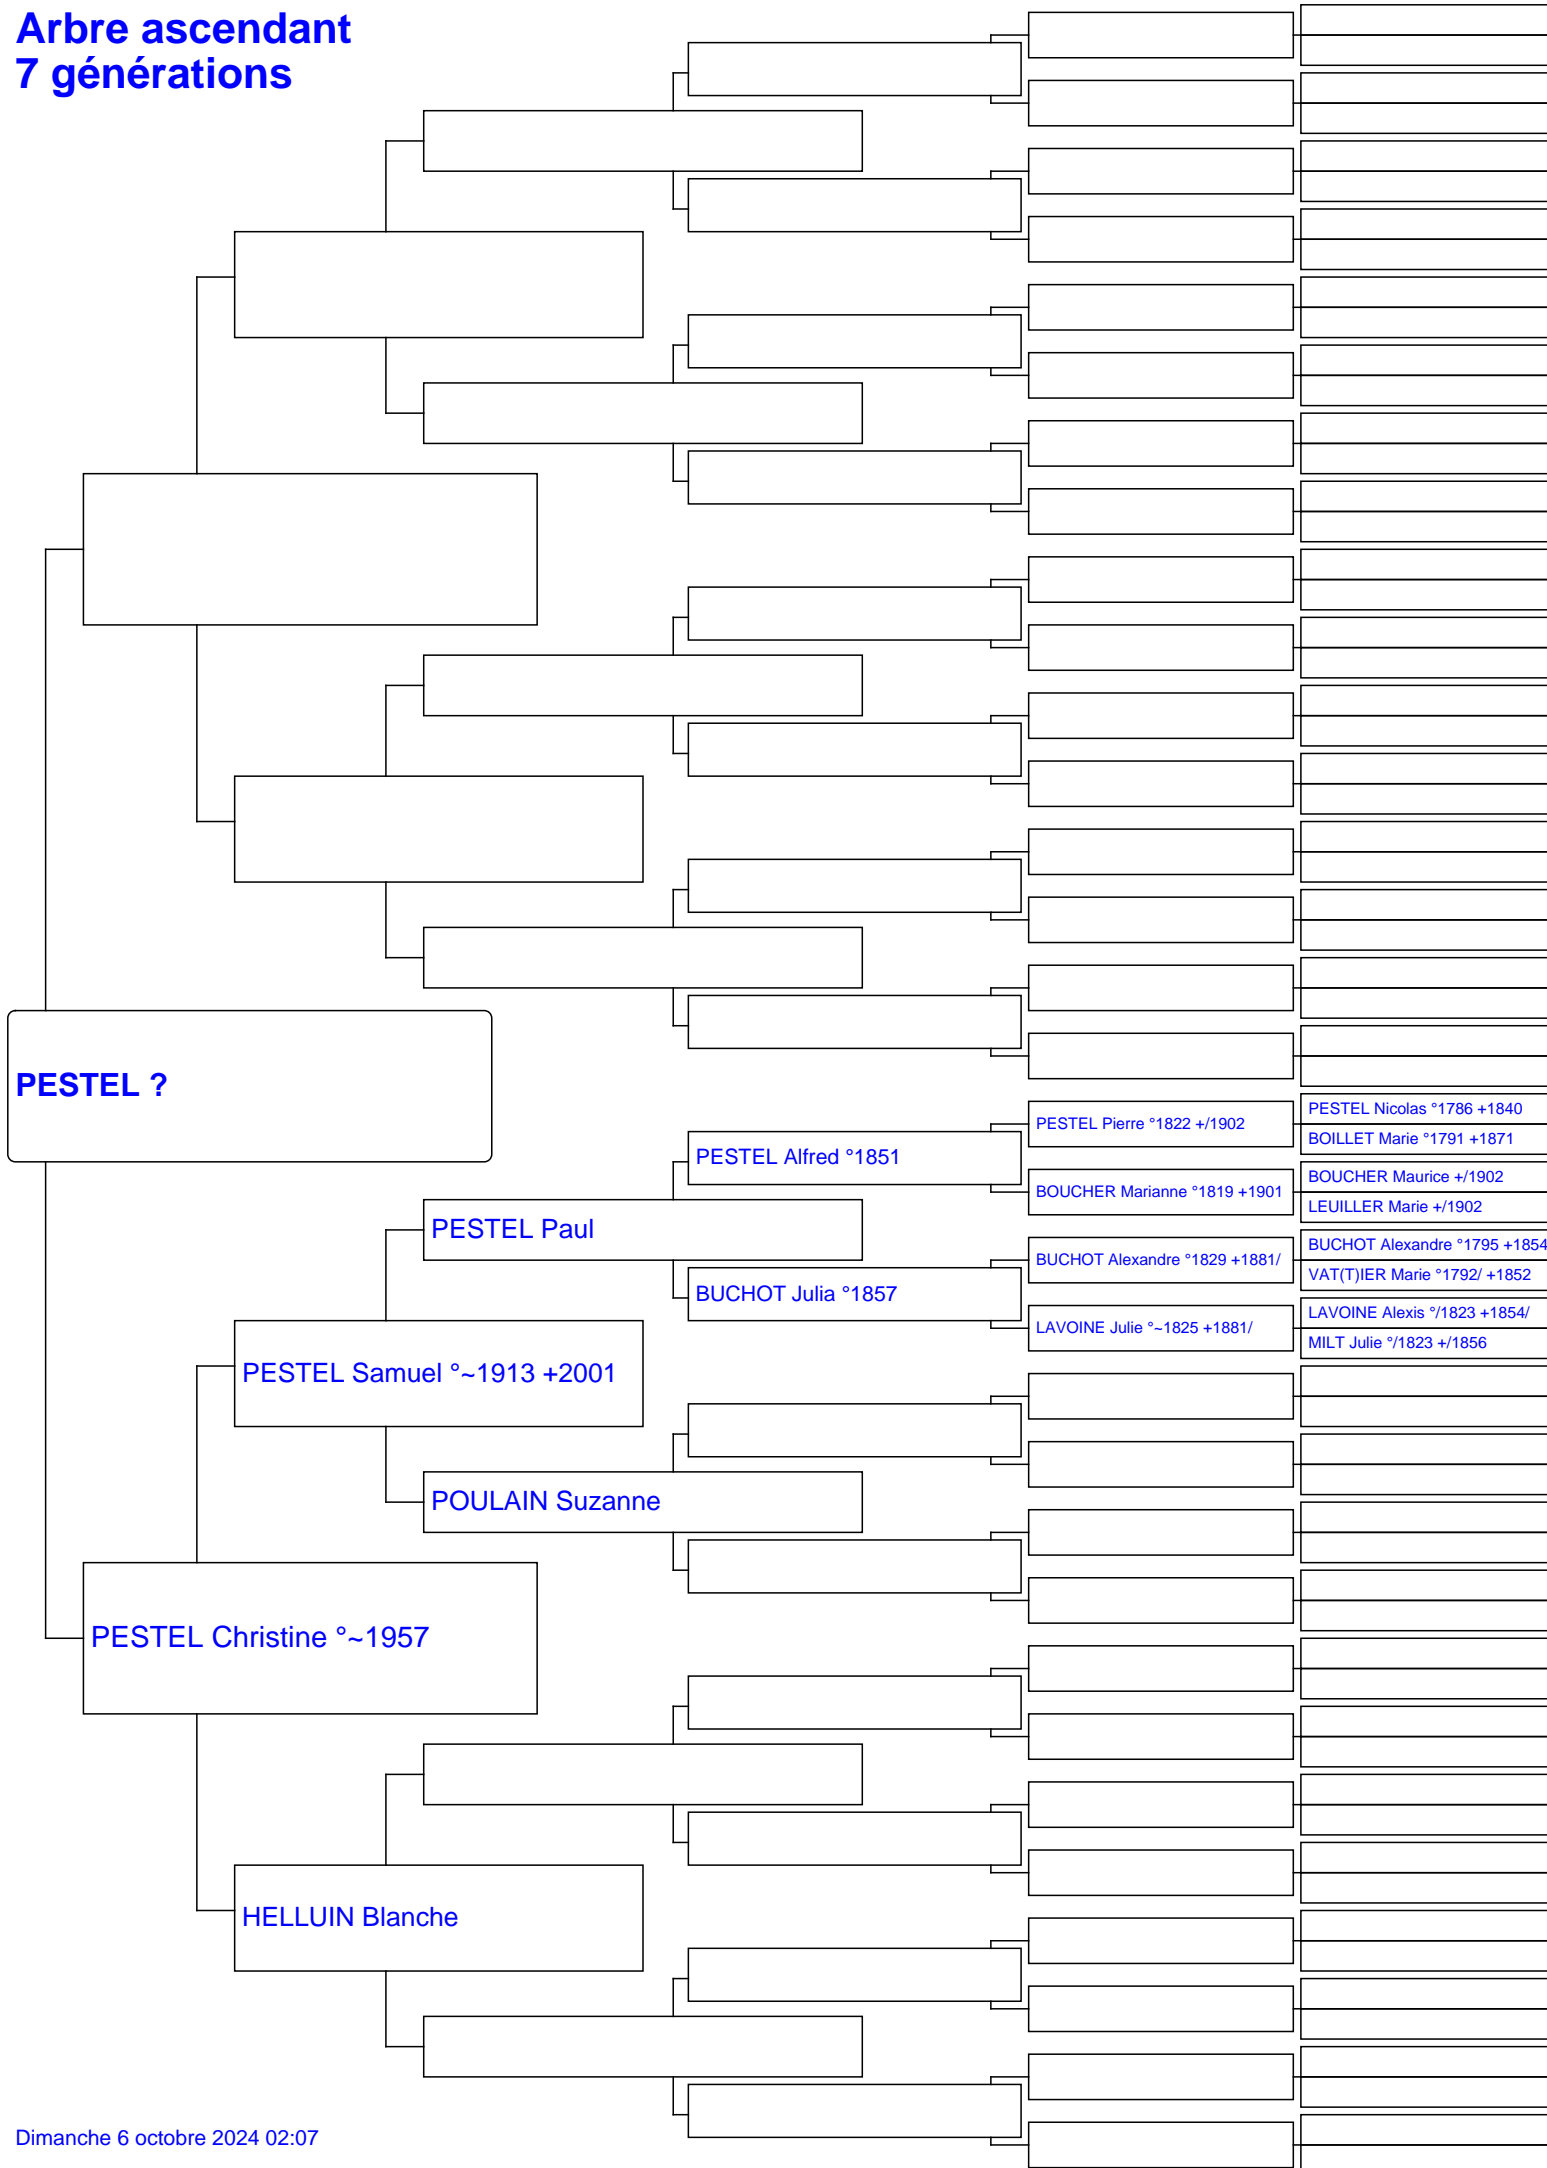 Arbre ascendant
7 générations
PESTEL ?
PESTEL Christine °~1957
PESTEL Samuel °~1913 +2001
HELLUIN Blanche
PESTEL Paul
POULAIN Suzanne
PESTEL Alfred °1851
BUCHOT Julia °1857
PESTEL Pierre °1822 +/1902
BOUCHER Marianne °1819 +1901
BUCHOT Alexandre °1829 +1881/
LAVOINE Julie °~1825 +1881/
PESTEL Nicolas °1786 +1840
BOILLET Marie °1791 +1871
BOUCHER Maurice +/1902
LEUILLER Marie +/1902
BUCHOT Alexandre °1795 +1854
VAT(T)IER Marie °1792/ +1852
LAVOINE Alexis °/1823 +1854/
MILT Julie °/1823 +/1856
Dimanche 6 octobre 2024 02:07